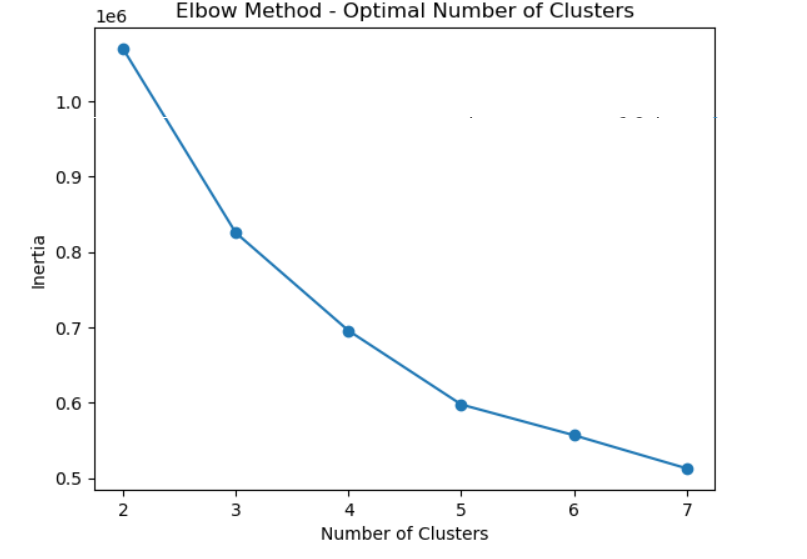 Elbow Method - Optimal Number of Clusters
1e6
1.0
0.9
0.8
0.7
0.6
0.5
Inertia
2 3 4 5 6 7
Number of Clusters